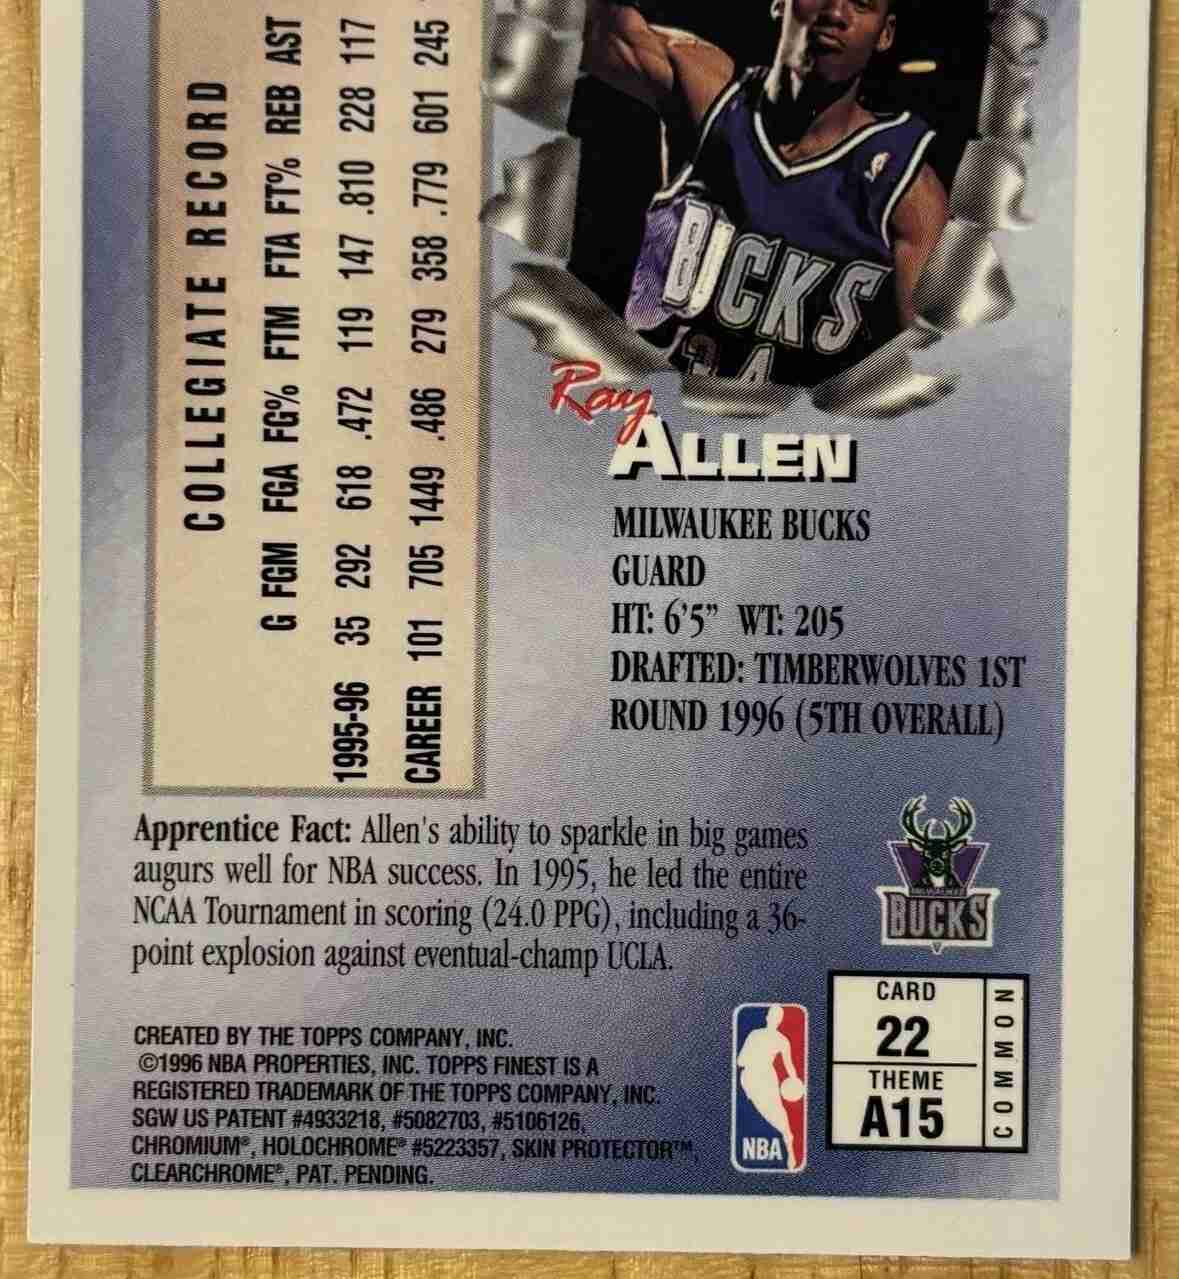 COLLEGIATE RECORD
G FGM FGA FG% FTM FTA FT% REB AST
1995-96 35 292 618 .472 119 147 .810 228 117
CAREER 101 705 1449 .486 279 358 .779 601 245
BUCKS
34
Ray
ALLEN
MILWAUKEE BUCKS
GUARD
HT: 6'5” WT: 205
DRAFTED: TIMBERWOLVES 1ST
ROUND 1996 (5TH OVERALL)
Apprentice Fact: Allen's ability to sparkle in big games
augurs well for NBA success. In 1995, he led the entire
NCAA Tournament in scoring (24.0 PPG), including a 36-
point explosion against eventual-champ UCLA.
MILWAUKEE
BUCKS
CREATED BY THE TOPPS COMPANY, INC.
©1996 NBA PROPERTIES, INC. TOPPS FINEST IS A
REGISTERED TRADEMARK OF THE TOPPS COMPANY, INC.
SGW US PATENT #4933218, #5082703, #5106126,
CHROMIUM®, HOLOCHROME® #5223357, SKIN PROTECTOR™,
CLEARCHROME®, PAT. PENDING.
NBA
CARD
22
THEME
A15
COMMON